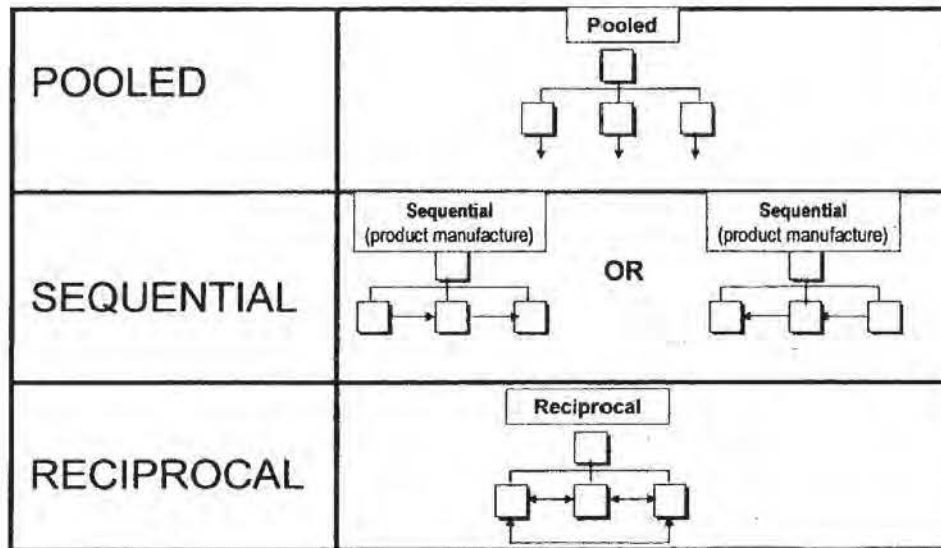 POOLED
Pooled
SEQUENTIAL
Sequential
(product manufacture)
OR
Sequential
(product manufacture)
RECIPROCAL
Reciprocal